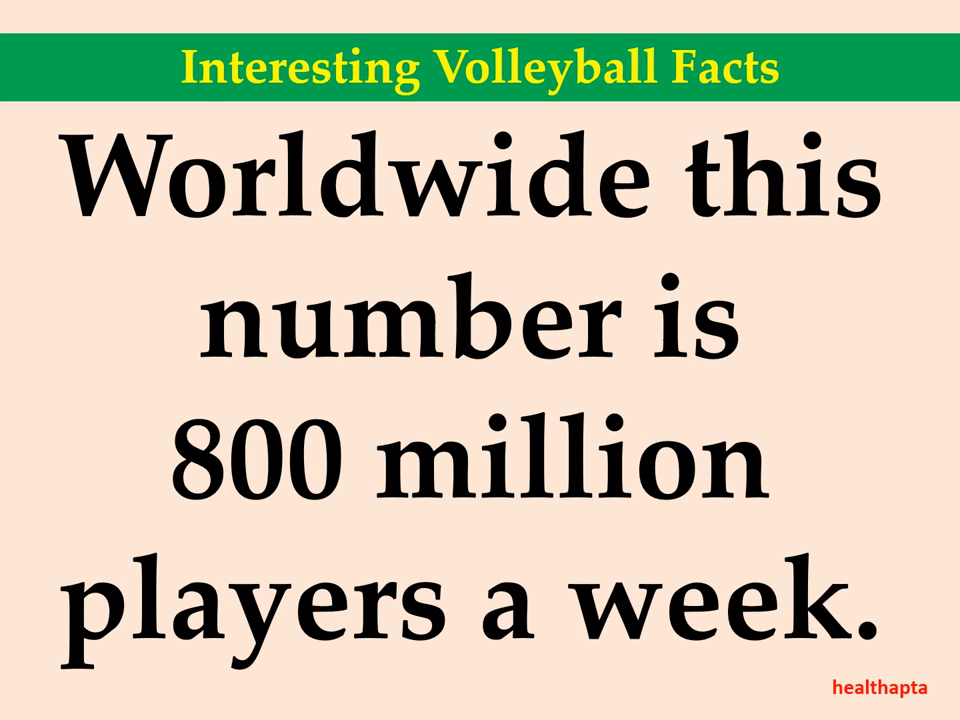 Interesting Volleyball Facts
Worldwide this
number is
800 million
players a week.
healthapta